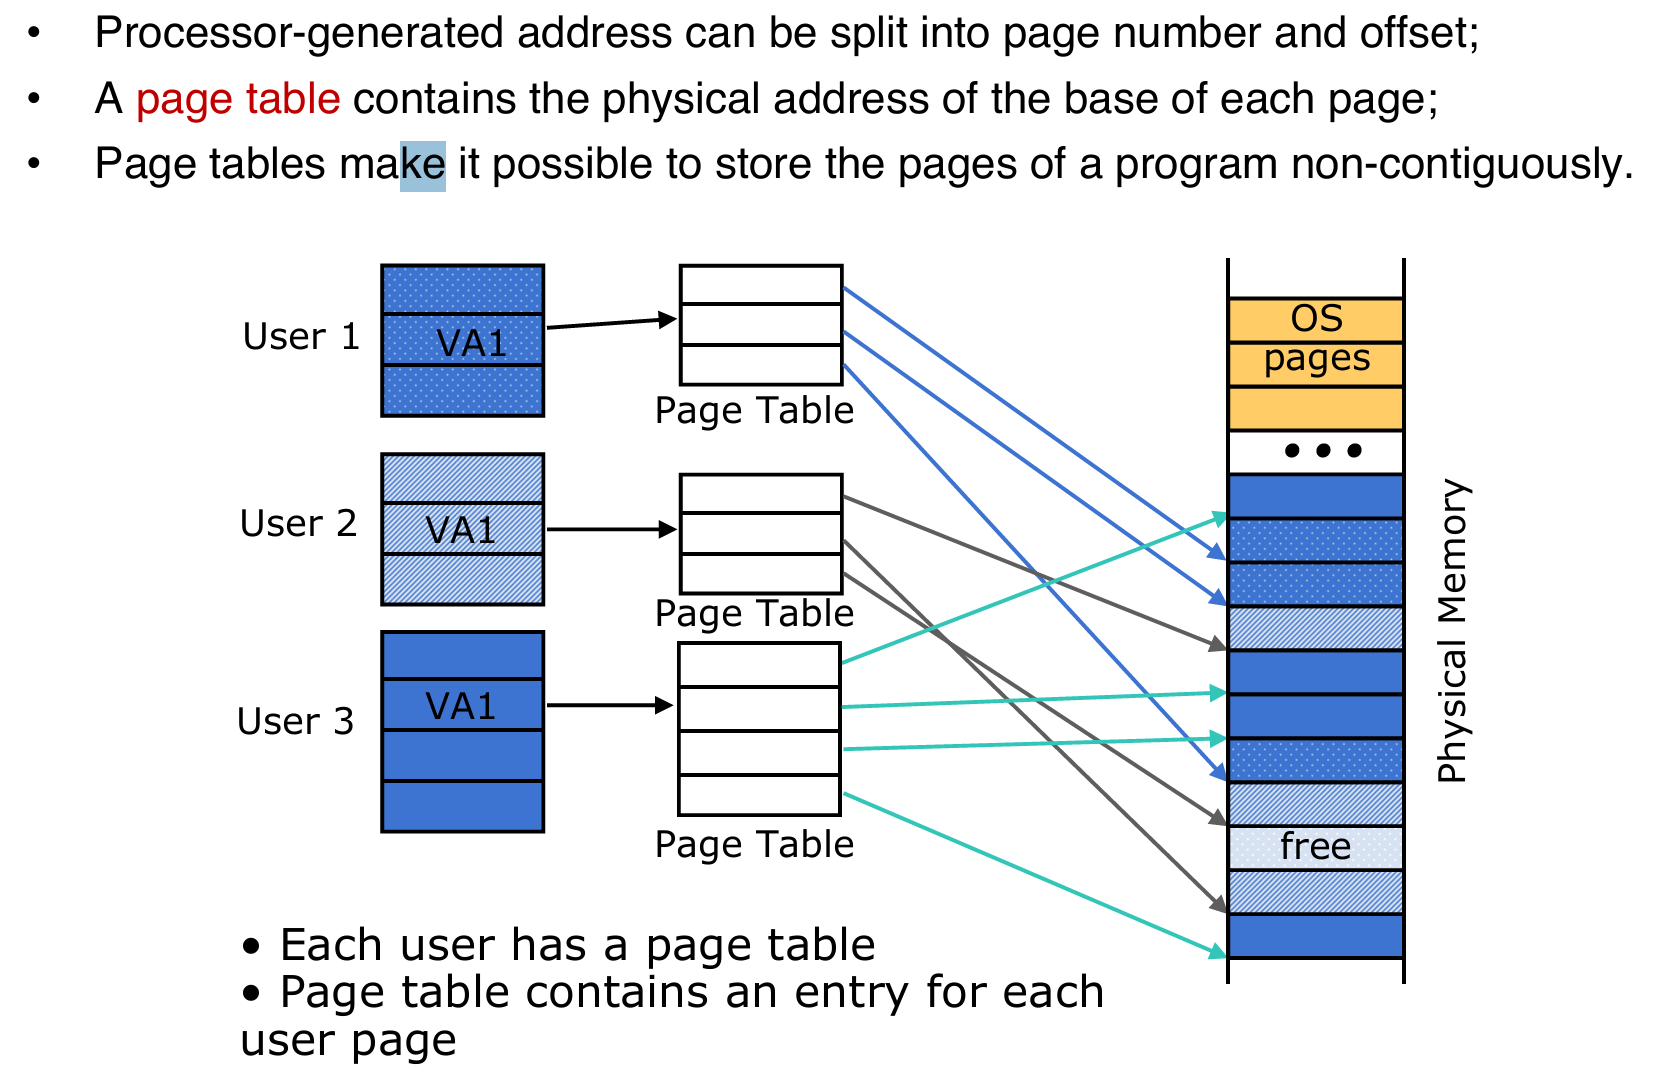 • Processor-generated address can be split into page number and offset;
• A page table contains the physical address of the base of each page;
• Page tables make it possible to store the pages of a program non-contiguously.
User 1
VA1
Page Table
User 2
VA1
Page Table
User 3
VA1
Page Table
OS
pages
• • •
free
Physical Memory
• Each user has a page table
• Page table contains an entry for each
user page